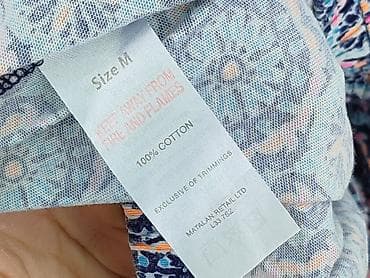 Size M
KEEP AWAY FROM
FIRE AND FLAMES
100% COTTON
EXCLUSIVE OF TRIMMINGS
MATALAN RETAIL LTD
L33 7SZ